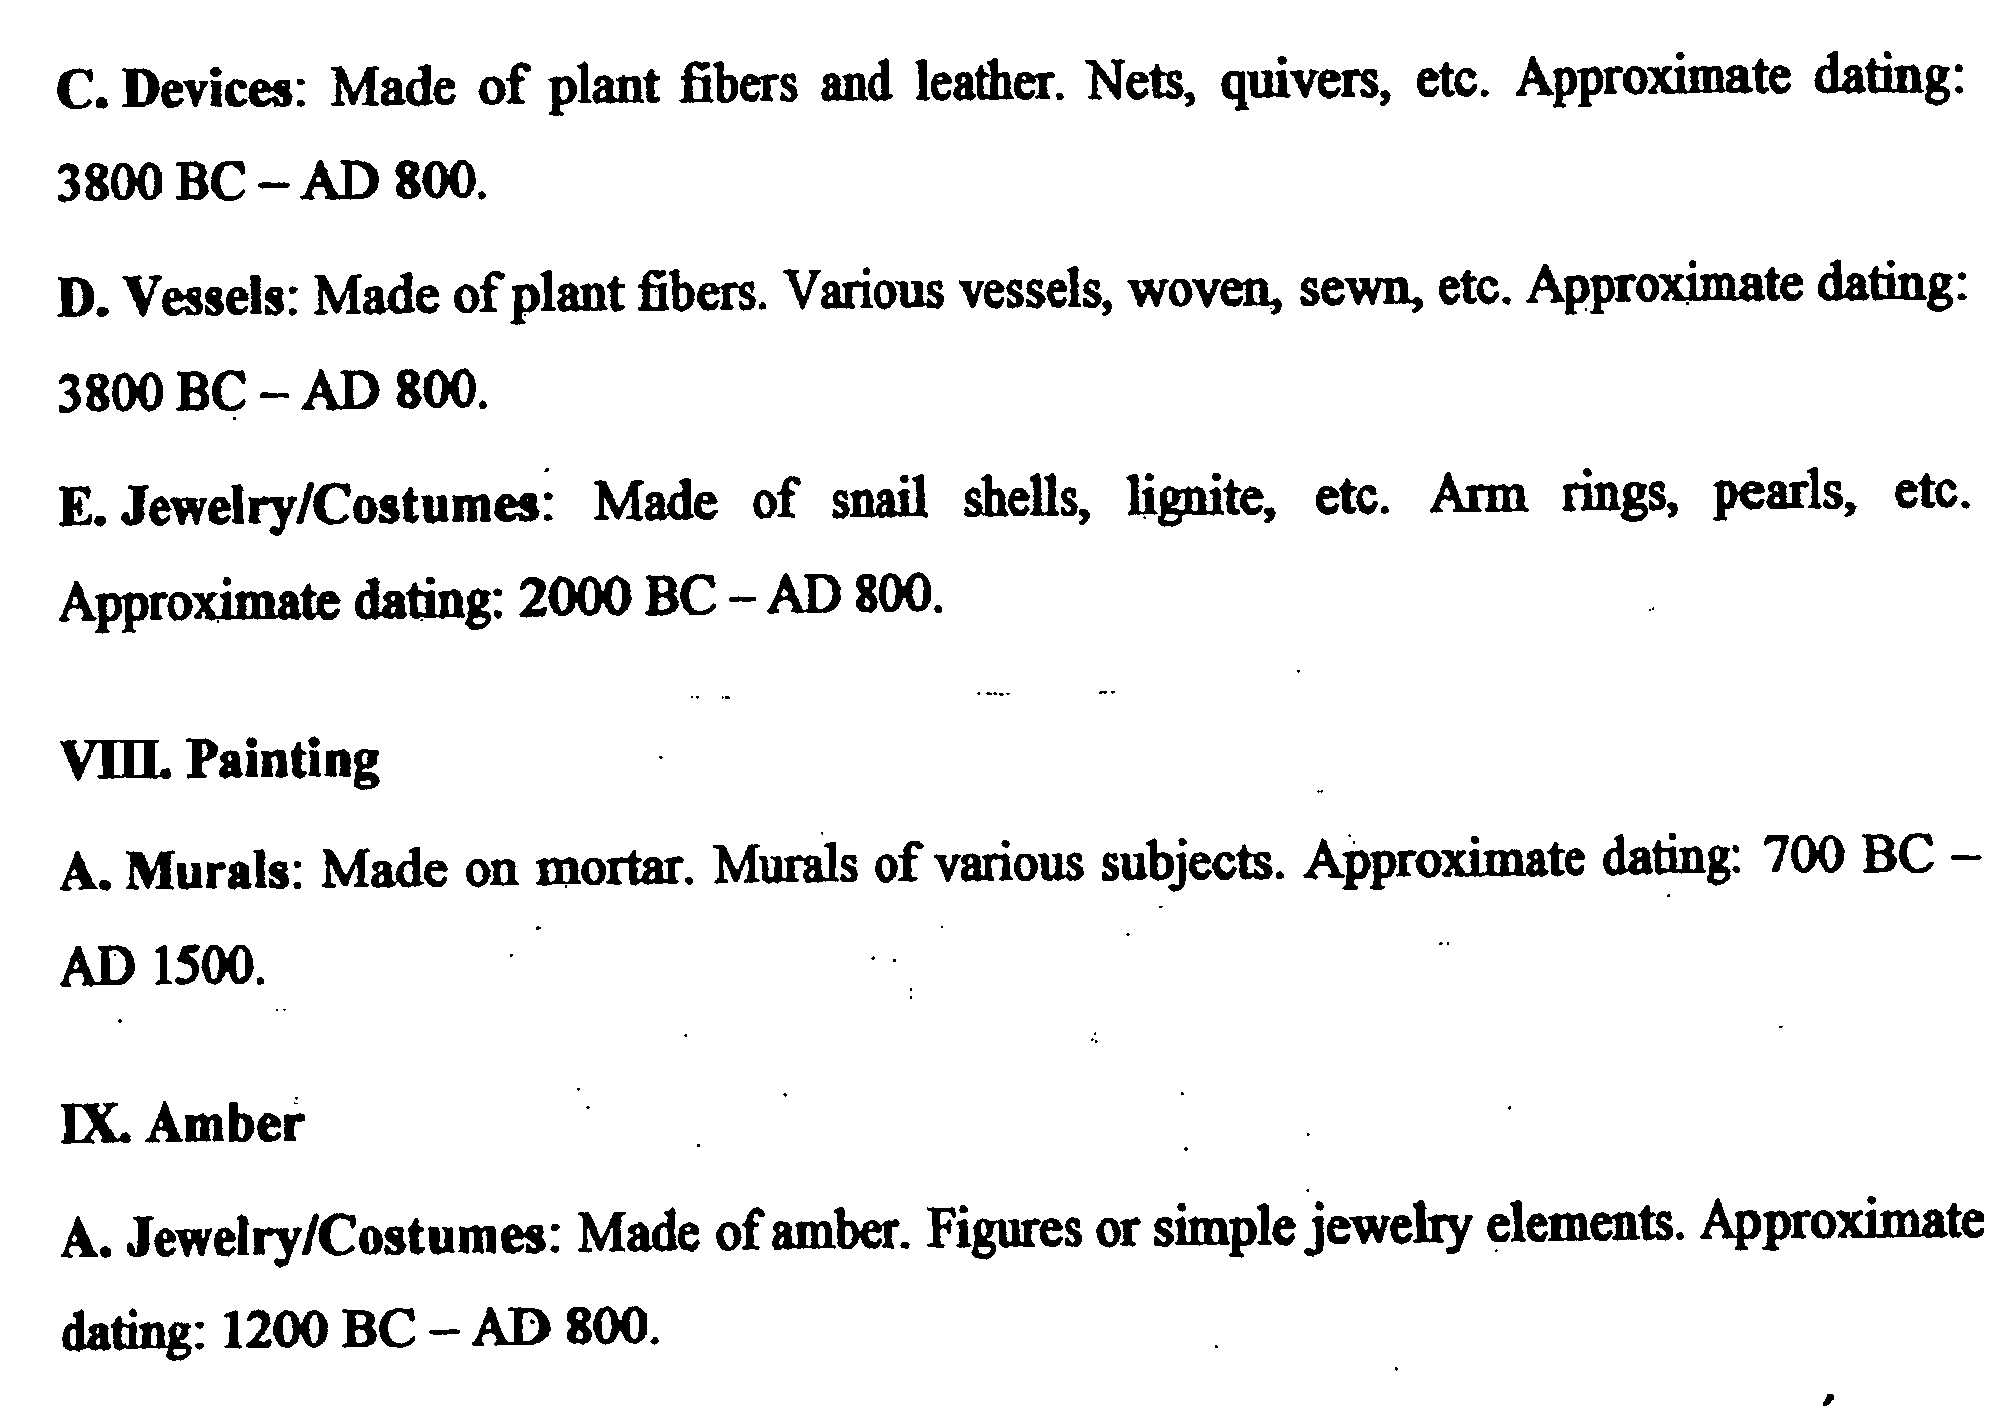 C. Devices: Made of plant fibers and leather. Nets, quivers, etc. Approximate dating:
3800 BC – AD 800.
D. Vessels: Made of plant fibers. Various vessels, woven, sewn, etc. Approximate dating:
3800 BC – AD 800.
E. Jewelry/Costumes: Made of snail shells, lignite, etc. Arm rings, pearls, etc.
Approximate dating: 2000 BC – AD 800.
VIII. Painting
A. Murals: Made on mortar. Murals of various subjects. Approximate dating: 700 BC –
AD 1500.
IX. Amber
A. Jewelry/Costumes: Made of amber. Figures or simple jewelry elements. Approximate
dating: 1200 BC – AD 800.